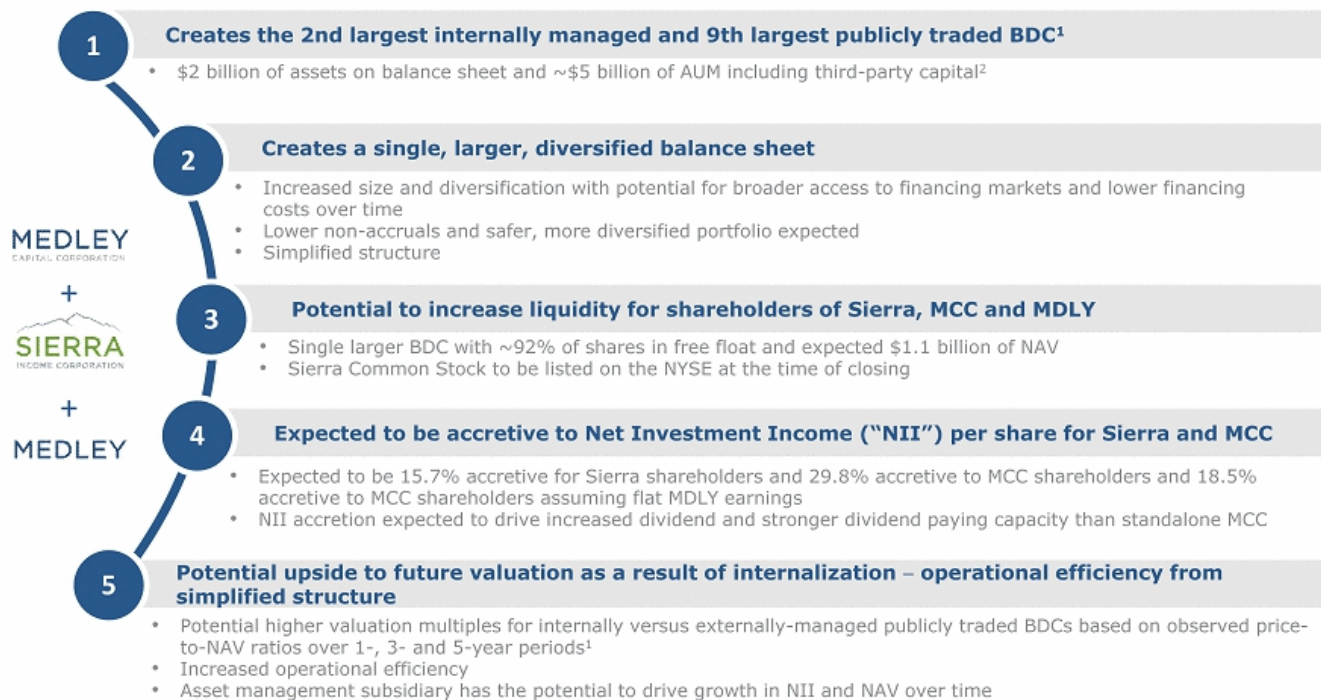 1
Creates the 2nd largest internally managed and 9th largest publicly traded BDC¹
• $2 billion of assets on balance sheet and ~$5 billion of AUM including third-party capital²
2
Creates a single, larger, diversified balance sheet
• Increased size and diversification with potential for broader access to financing markets and lower financing
costs over time
• Lower non-accruals and safer, more diversified portfolio expected
• Simplified structure
MEDLEY
CAPITAL CORPORATION
+
SIERRA
INCOME CORPORATION
+
MEDLEY
3
Potential to increase liquidity for shareholders of Sierra, MCC and MDLY
• Single larger BDC with ~92% of shares in free float and expected $1.1 billion of NAV
• Sierra Common Stock to be listed on the NYSE at the time of closing
4
Expected to be accretive to Net Investment Income (“NII”) per share for Sierra and MCC
• Expected to be 15.7% accretive for Sierra shareholders and 29.8% accretive to MCC shareholders and 18.5%
accretive to MCC shareholders assuming flat MDLY earnings
• NII accretion expected to drive increased dividend and stronger dividend paying capacity than standalone MCC
5
Potential upside to future valuation as a result of internalization – operational efficiency from
simplified structure
• Potential higher valuation multiples for internally versus externally-managed publicly traded BDCs based on observed price-
to-NAV ratios over 1-, 3- and 5-year periods¹
• Increased operational efficiency
• Asset management subsidiary has the potential to drive growth in NII and NAV over time